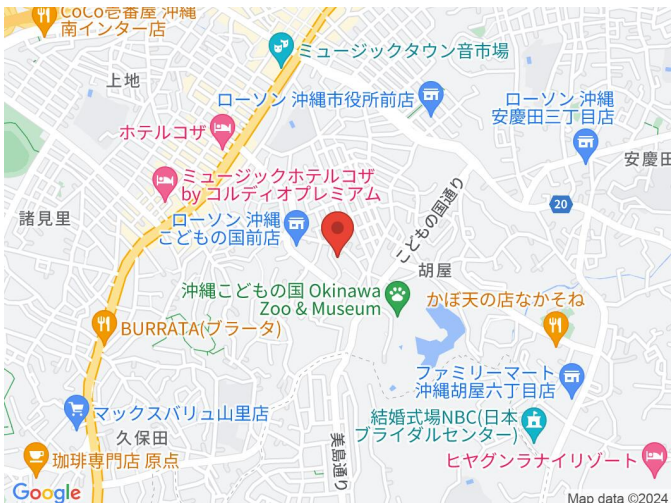 CoCo壱番屋 沖縄
南インター店
ミュージックタウン音市場
上地
ローソン 沖縄市役所前店
ローソン 沖縄
安慶田三丁目店
ホテルコザ
安慶田
ミュージックホテルコザ
by コルディオプレミアム
諸見里
20
ローソン 沖縄
こどもの国前店
こどもの国通り
胡屋
沖縄こどもの国 Okinawa
Zoo & Museum
かぼ天の店なかそね
BURRATA(ブラータ)
ファミリーマート
沖縄胡屋六丁目店
マックスバリュ山里店
結婚式場NBC(日本
ブライダルセンター)
久保田
美島通り
珈琲専門店 原点
ヒヤグンラナイリゾート
Google
Map data ©2024